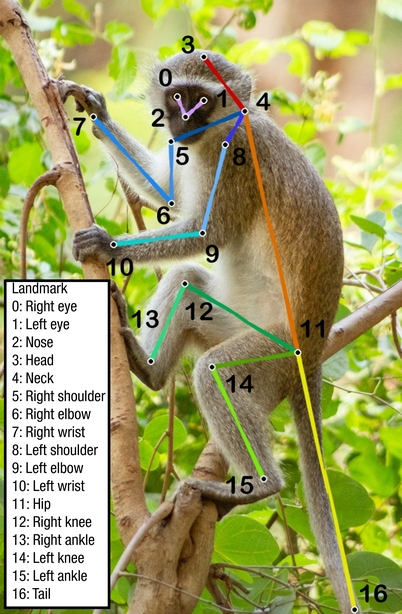 3
0
1
4
2
7
5
8
6
9
10
13
12
11
14
15
16
Landmark
0: Right eye
1: Left eye
2: Nose
3: Head
4: Neck
5: Right shoulder
6: Right elbow
7: Right wrist
8: Left shoulder
9: Left elbow
10: Left wrist
11: Hip
12: Right knee
13: Right ankle
14: Left knee
15: Left ankle
16: Tail